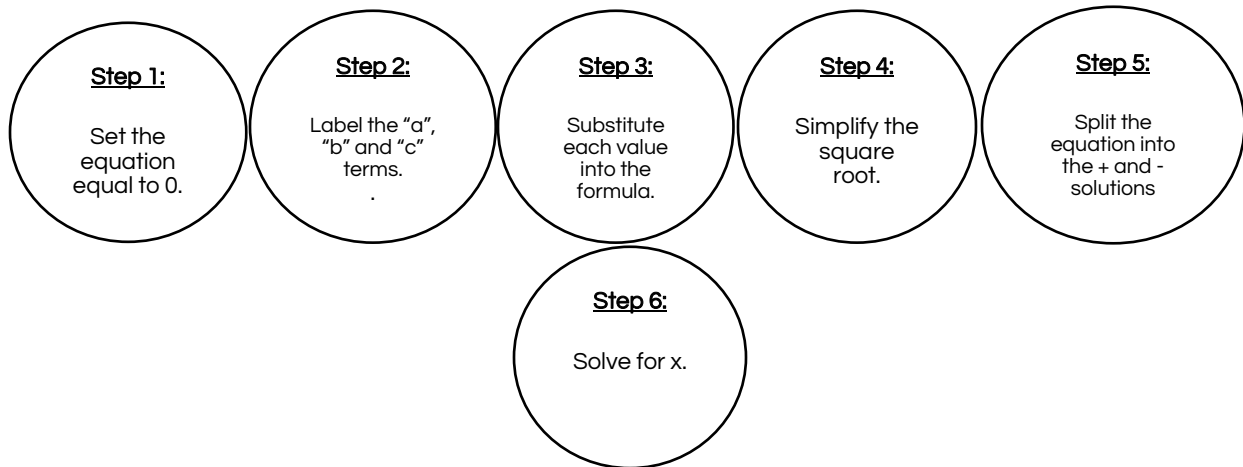 Step 1:
Set the
equation
equal to 0.
Step 2:
Label the “a”,
“b” and “c”
terms.
.
Step 3:
Substitute
each value
into the
formula.
Step 4:
Simplify the
square
root.
Step 5:
Split the
equation into
the + and -
solutions
Step 6:
Solve for x.